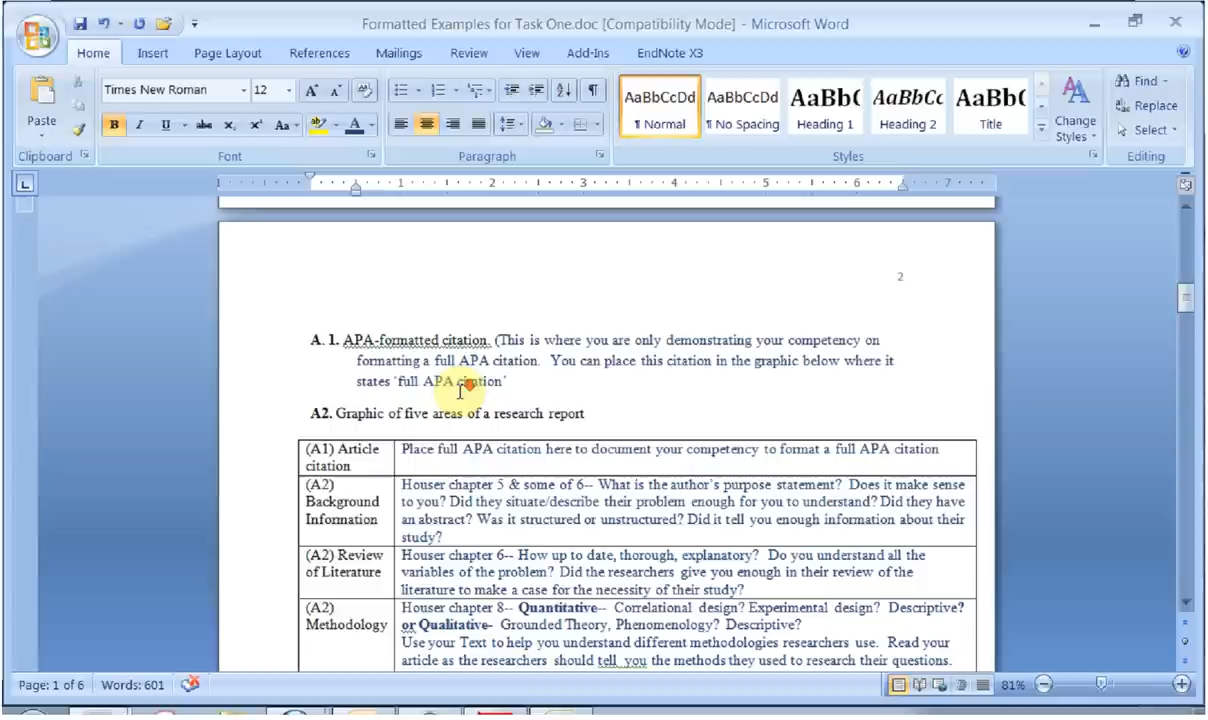 Formatted Examples for Task One.doc [Compatibility Mode] - Microsoft Word
Home Insert Page Layout References Mailings Review View Add-Ins EndNote X3
Times New Roman 12
AaBbCcDd AaBbCcDd AaBb( AaBbCc AaBb(
¶ Normal ¶ No Spacing Heading 1 Heading 2 Title
Paste
Change
Styles
Find
Replace
Select
Clipboard Font Paragraph Styles Editing
1 1 2 3 4 5 6 7
2
A. 1. APA-formatted citation. (This is where you are only demonstrating your competency on
formatting a full APA citation. You can place this citation in the graphic below where it
states 'full APA citation'
A2. Graphic of five areas of a research report
(A1) Article
citation
Place full APA citation here to document your competency to format a full APA citation
(A2)
Background
Information
Houser chapter 5 & some of 6-- What is the author's purpose statement? Does it make sense
to you? Did they situate/describe their problem enough for you to understand? Did they have
an abstract? Was it structured or unstructured? Did it tell you enough information about their
study?
(A2) Review
of Literature
Houser chapter 6-- How up to date, thorough, explanatory? Do you understand all the
variables of the problem? Did the researchers give you enough in their review of the
literature to make a case for the necessity of their study?
(A2)
Methodology
Houser chapter 8-- Quantitative-- Correlational design? Experimental design? Descriptive?
or Qualitative- Grounded Theory, Phenomenology? Descriptive?
Use your Text to help you understand different methodologies researchers use. Read your
article as the researchers should tell you the methods they used to research their questions.
Page: 1 of 6 Words: 601 81%